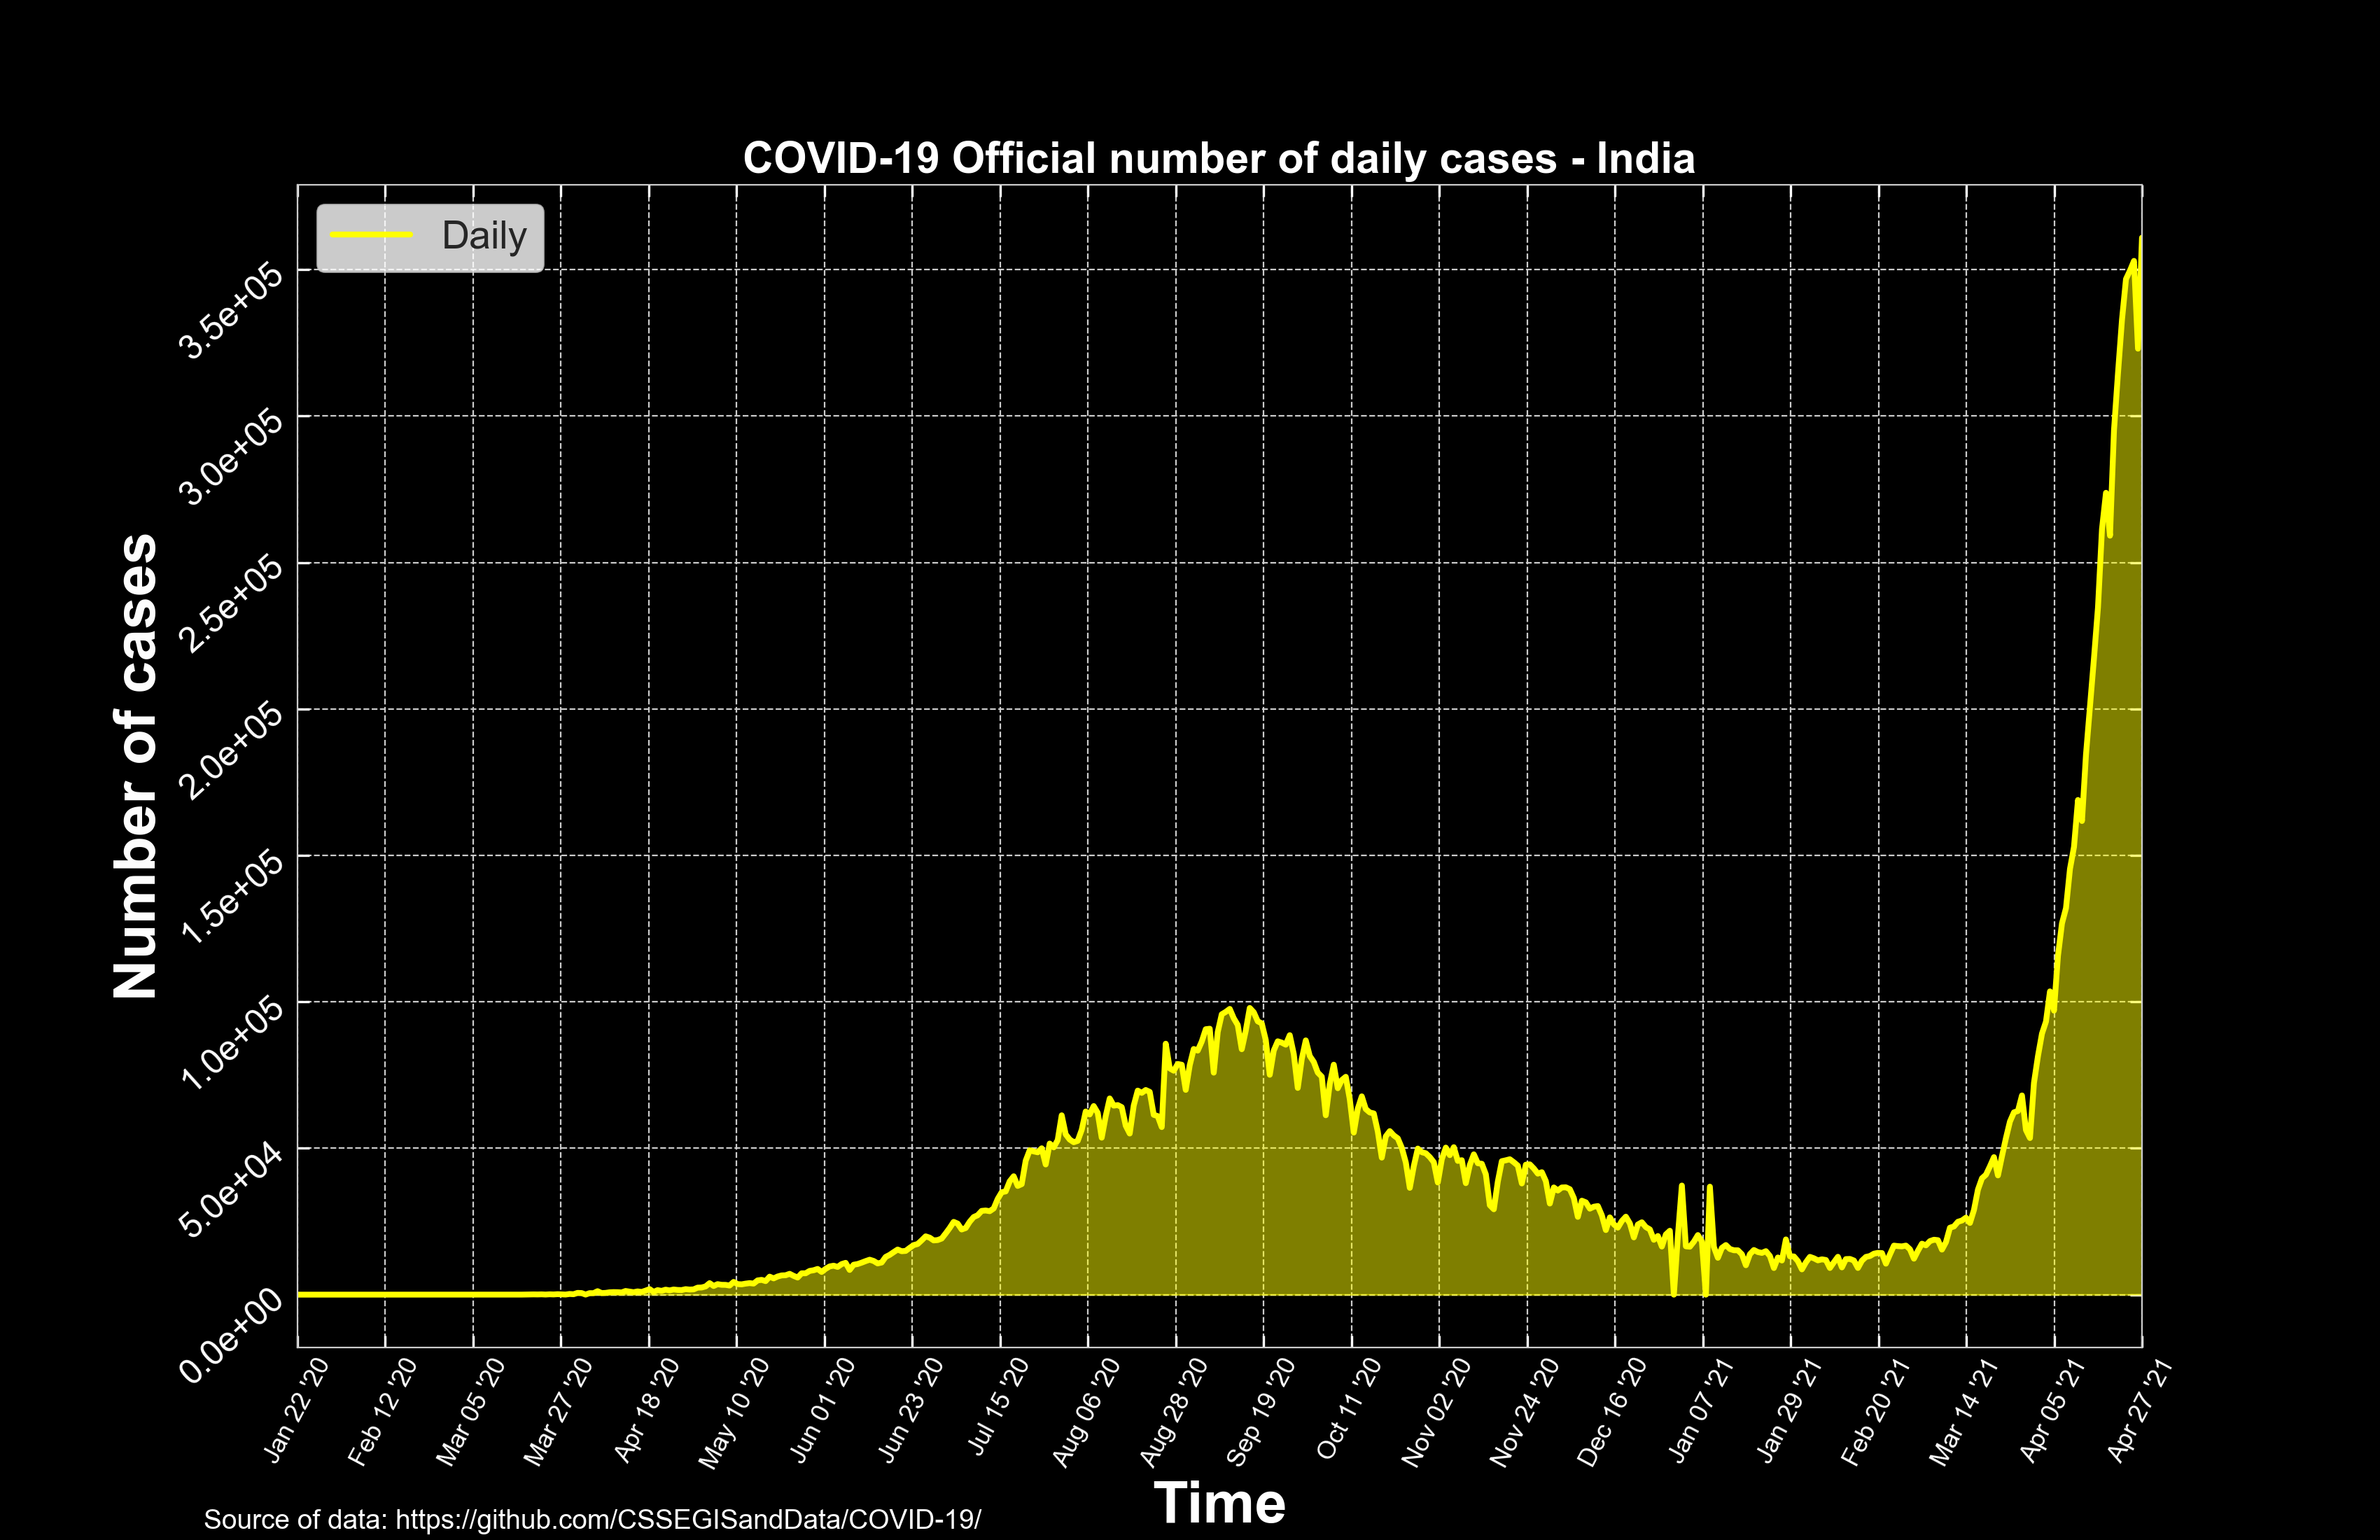 COVID-19 Official number of daily cases - India
Daily
Number of cases
3.5e+05
3.0e+05
2.5e+05
2.0e+05
1.5e+05
1.0e+05
5.0e+04
0.0e+00
Jan 22 '20
Feb 12 '20
Mar 05 '20
Mar 27 '20
Apr 18 '20
May 10 '20
Jun 01 '20
Jun 23 '20
Jul 15 '20
Aug 06 '20
Aug 28 '20
Sep 19 '20
Oct 11 '20
Nov 02 '20
Nov 24 '20
Dec 16 '20
Jan 07 '21
Jan 29 '21
Feb 20 '21
Mar 14 '21
Apr 05 '21
Apr 27 '21
Time
Source of data: https://github.com/CSSEGISandData/COVID-19/